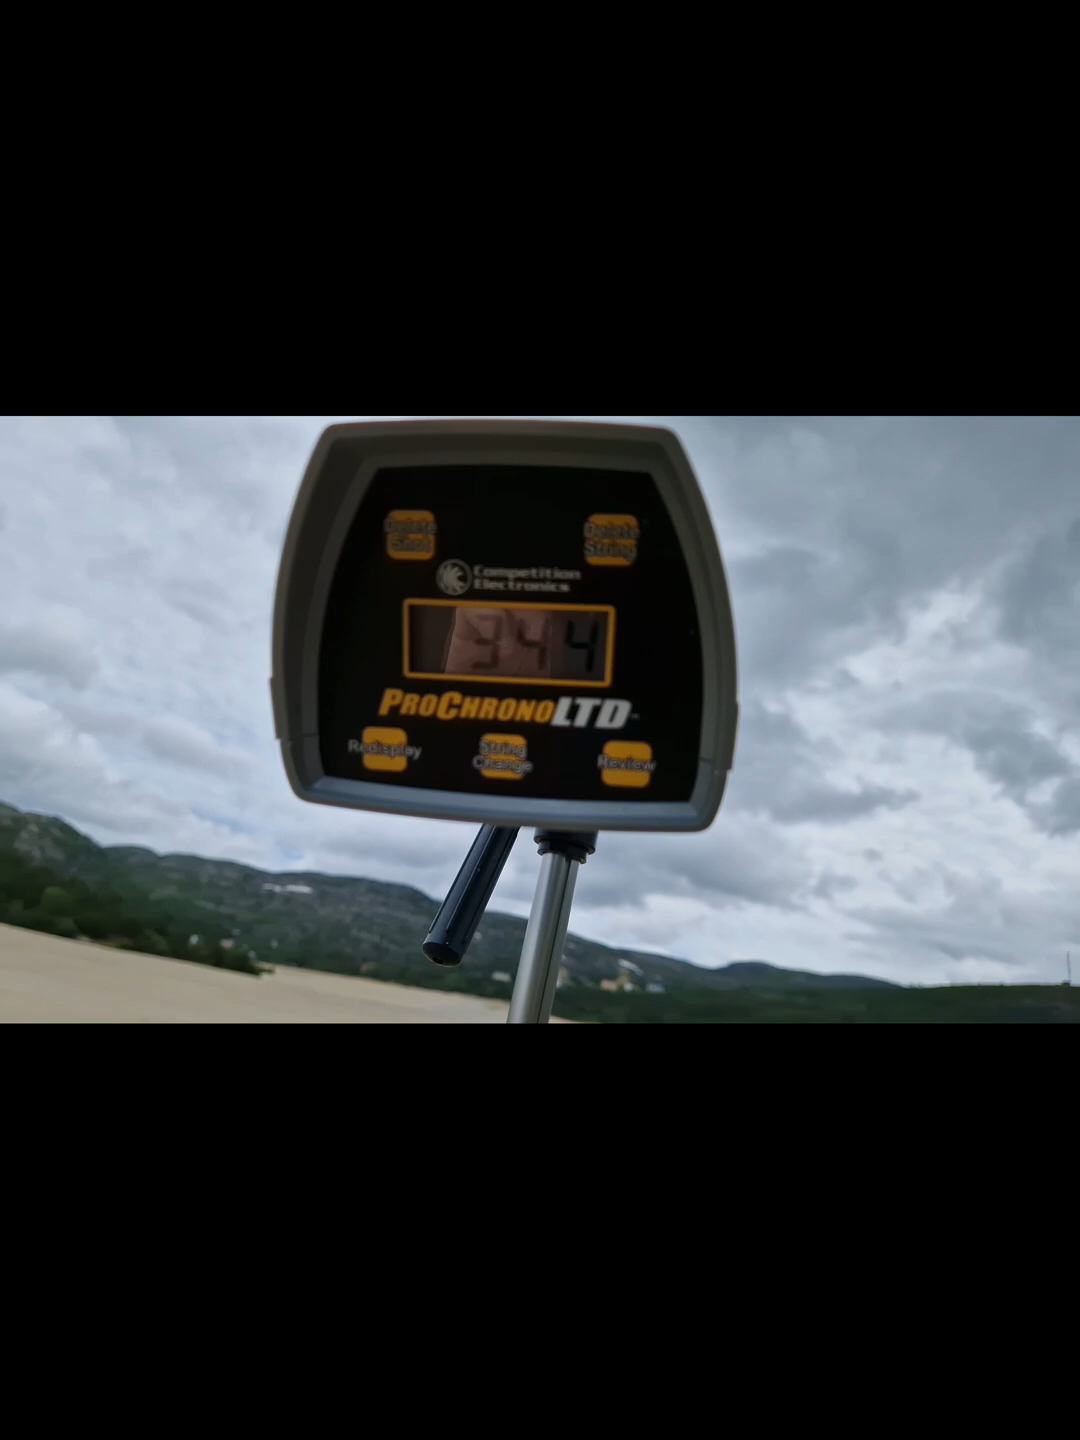 Delete Shot
Delete String
Competition
Electronics
344
PROCHRONOLTD
Redisplay
String Change
Review